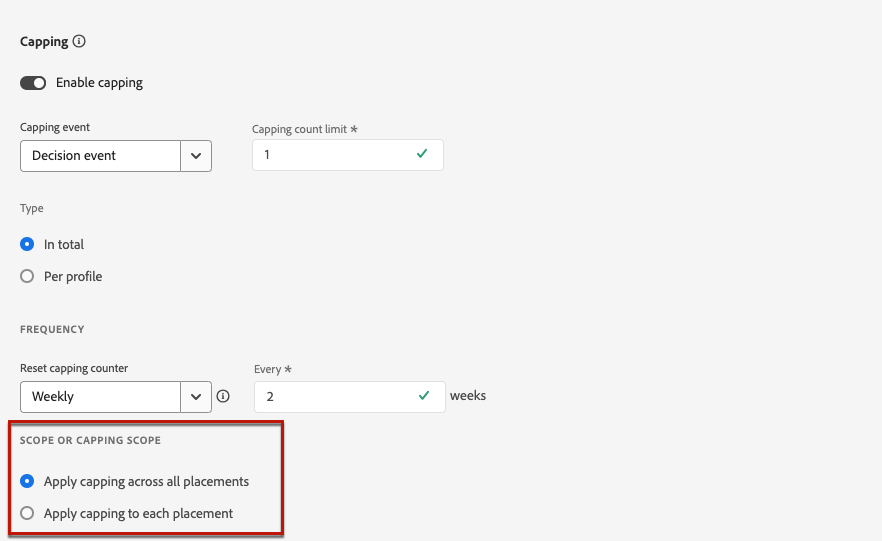 Capping
Enable capping
Capping event
Capping count limit *
Decision event
1
Type
In total
Per profile
FREQUENCY
Reset capping counter
Every *
Weekly
2
weeks
SCOPE OR CAPPING SCOPE
Apply capping across all placements
Apply capping to each placement